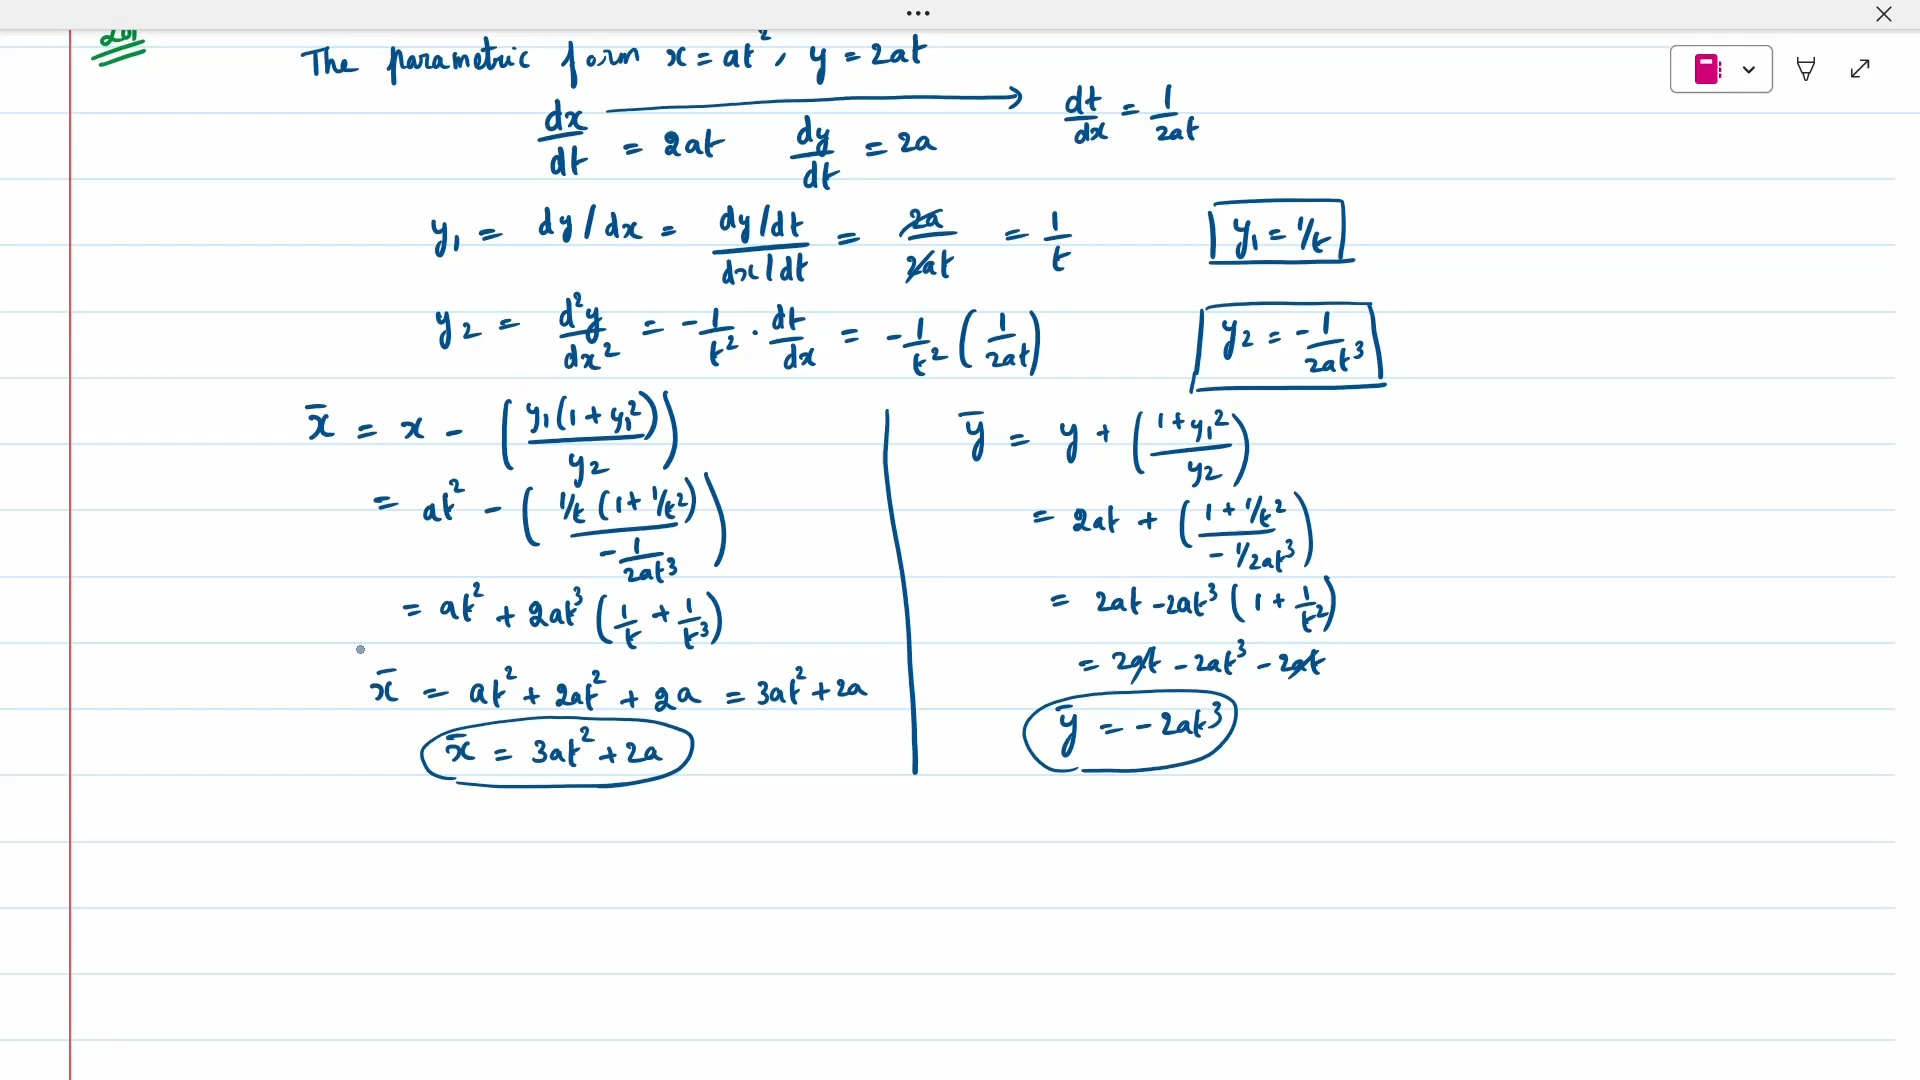 Sol
The parametric form x = at², y = 2at
dx/dt = 2at dy/dt = 2a → dt/dx = 1/2at
y₁ = dy/dx = (dy/dt)/(dx/dt) = 2a/2at = 1/t y₁ = 1/t
y₂ = d²y/dx² = -1/t² · dt/dx = -1/t² (1/2at) y₂ = -1/2at³
x̄ = x - (y₁(1 + y₁²)/y₂)
= at² - (1/t (1 + 1/t²)/(-1/2at³))
= at² + 2at³ (1/t + 1/t³)
x̄ = at² + 2at² + 2a = 3at² + 2a
x̄ = 3at² + 2a
ȳ = y + ((1 + y₁²)/y₂)
= 2at + ((1 + 1/t²)/(-1/2at³))
= 2at - 2at³ (1 + 1/t²)
= 2at - 2at³ - 2at
ȳ = - 2at³